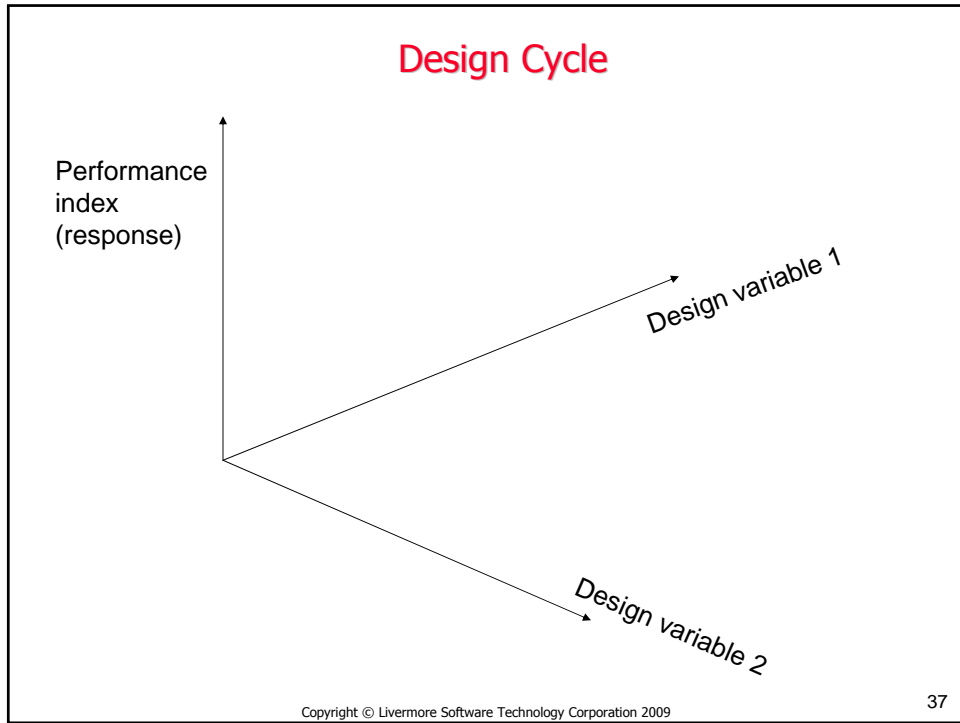 Design Cycle
Performance
index
(response)
Design variable 1
Design variable 2
Copyright © Livermore Software Technology Corporation 2009
37